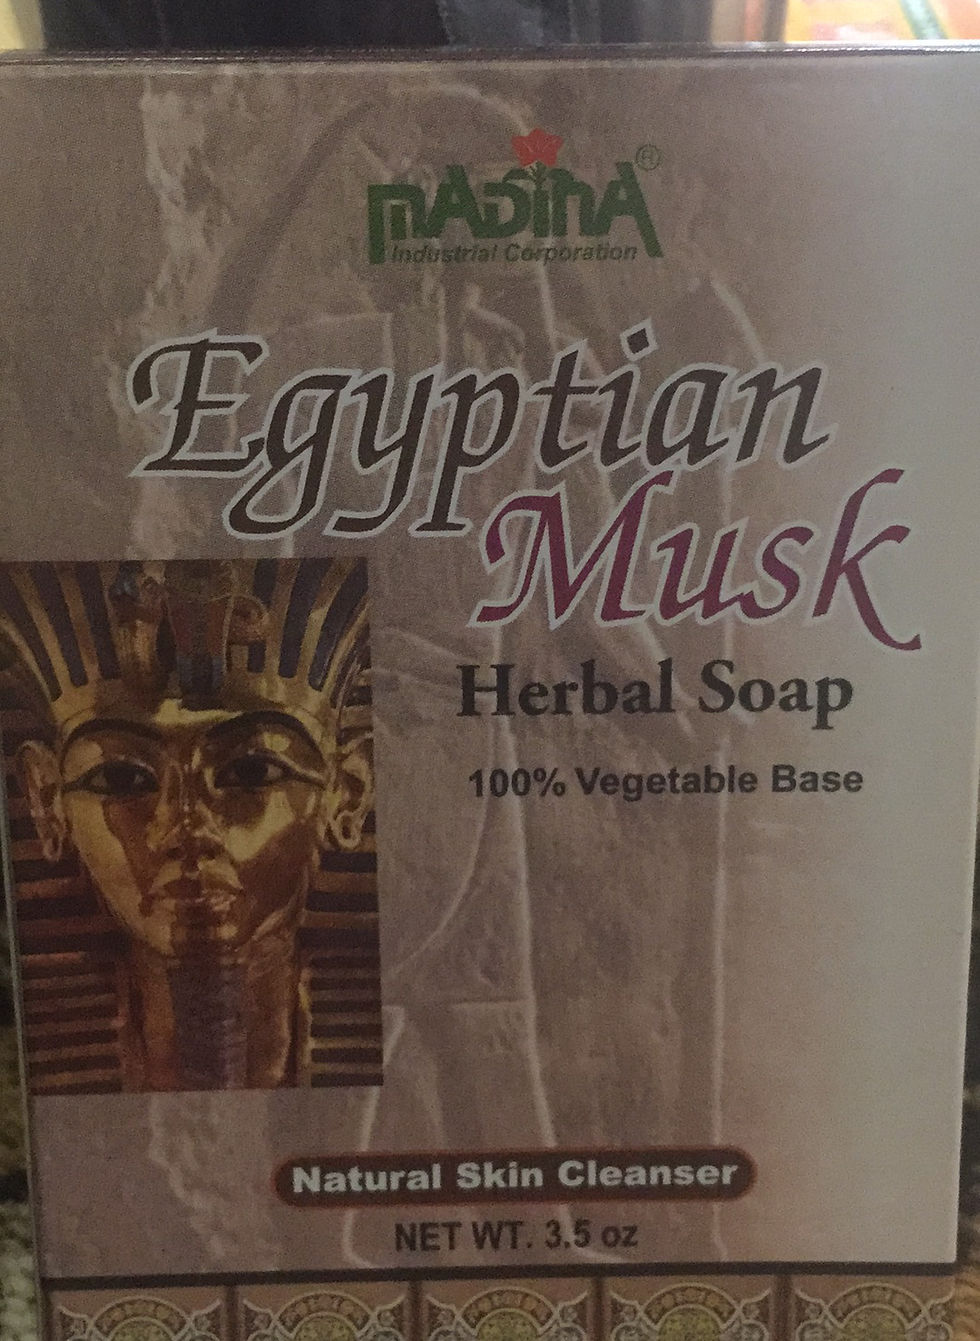 MADINA®
Industrial Corporation
Egyptian
Musk
Herbal Soap
100% Vegetable Base
Natural Skin Cleanser
NET WT. 3.5 oz